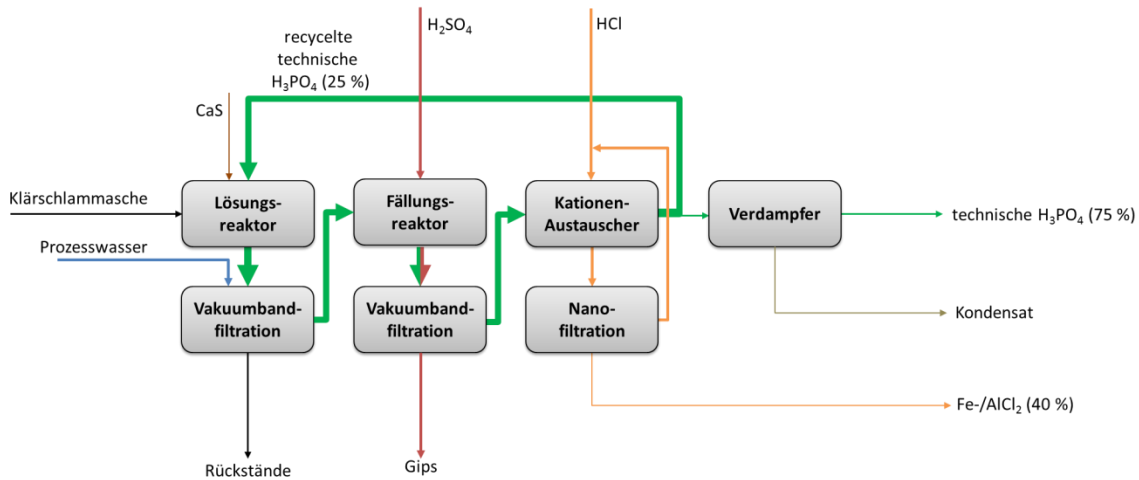 H₂SO₄
HCl
recycelte
technische
H₃PO₄ (25 %)
CaS
Klärschlammasche
Lösungs-
reaktor
Fällungs-
reaktor
Kationen-
Austauscher
Verdampfer
technische H₃PO₄ (75 %)
Prozesswasser
Vakuumband-
filtration
Vakuumband-
filtration
Nano-
filtration
Kondensat
Fe-/AlCl₂ (40 %)
Rückstände
Gips